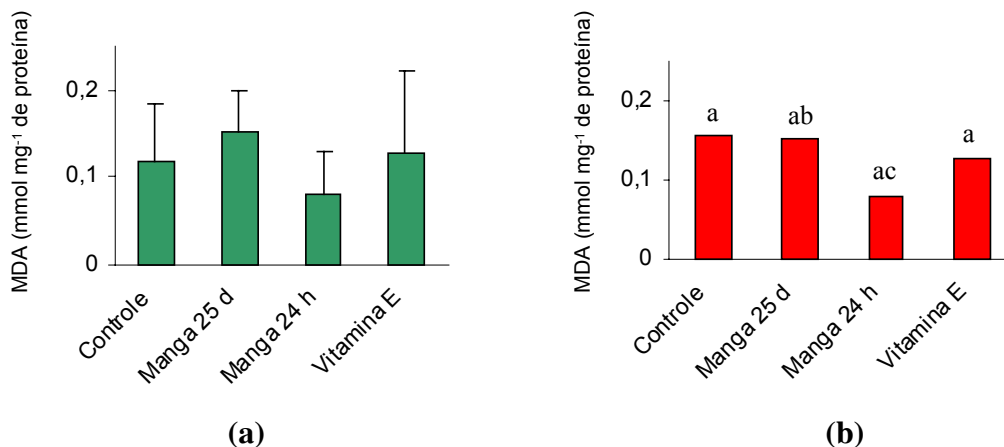 MDA (mmol mg⁻¹ de proteína)
0,2
0,1
0
Controle
Manga 25 d
Manga 24 h
Vitamina E
(a)
MDA (mmol mg⁻¹ de proteína)
0,2
0,1
0
a
ab
ac
a
Controle
Manga 25 d
Manga 24 h
Vitamina E
(b)